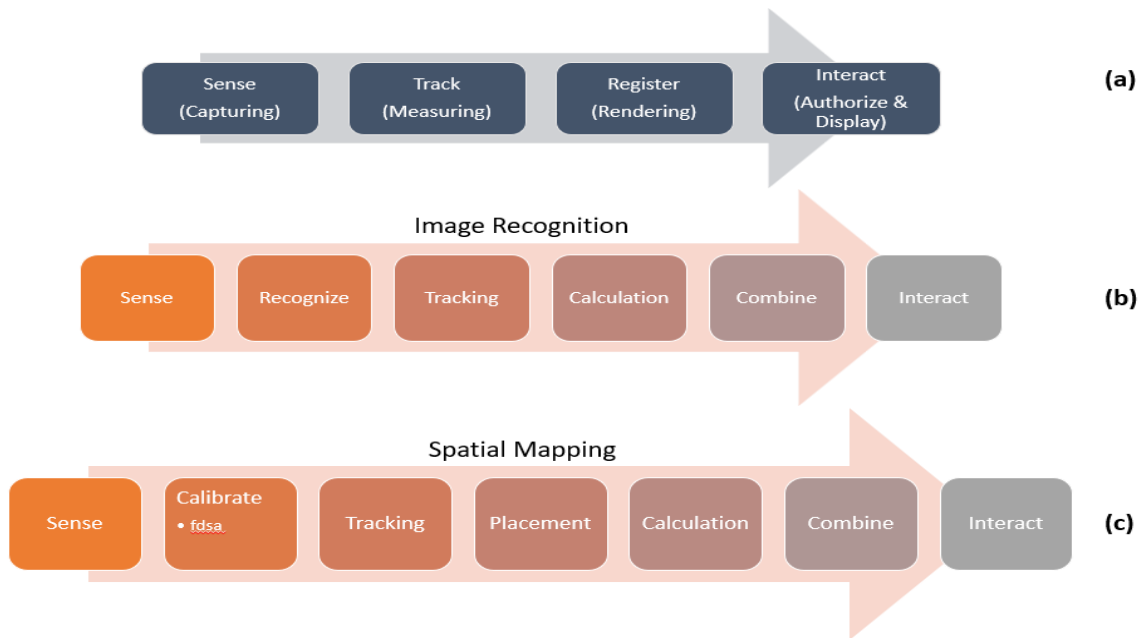 Sense
(Capturing)
Track
(Measuring)
Register
(Rendering)
Interact
(Authorize &
Display)
(a)
Image Recognition
Sense
Recognize
Tracking
Calculation
Combine
Interact
(b)
Spatial Mapping
Sense
Calibrate
• fdsa
Tracking
Placement
Calculation
Combine
Interact
(c)